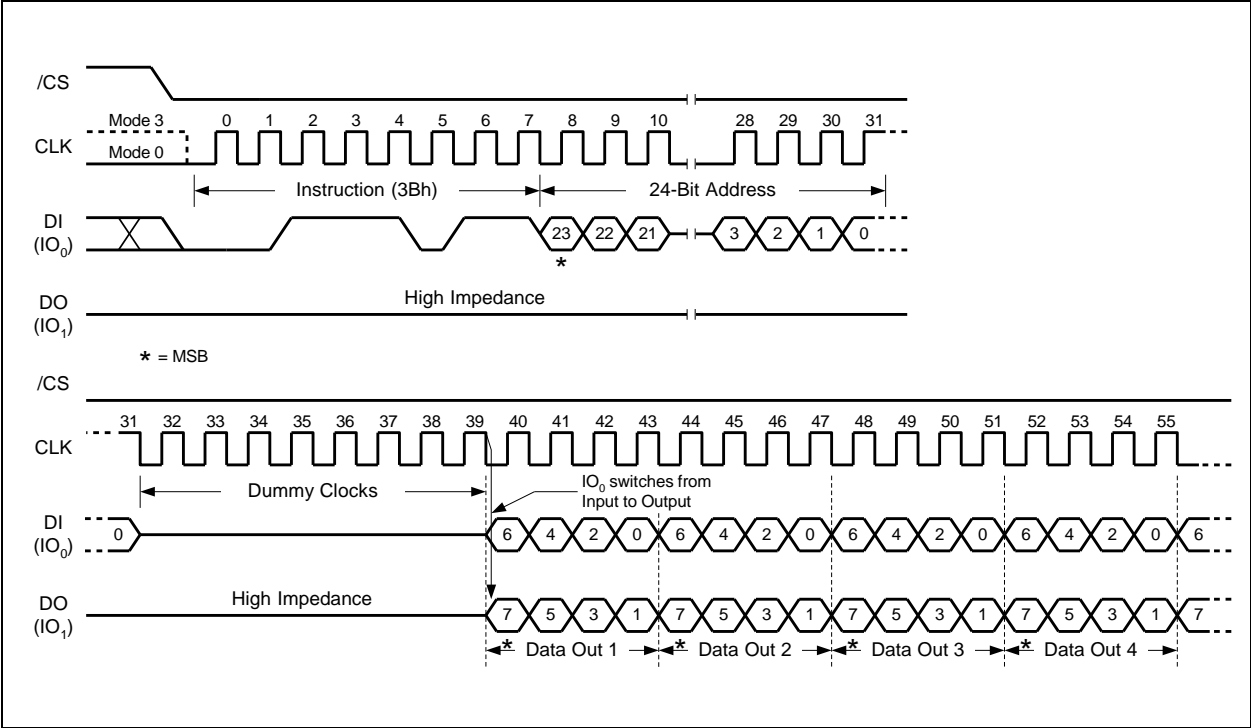 /CS
Mode 3
0 1 2 3 4 5 6 7 8 9 10 28 29 30 31
CLK
Mode 0
Instruction (3Bh) 24-Bit Address
DI
(IO0)
23 22 21 3 2 1 0
*
High Impedance
DO
(IO1)
* = MSB
/CS
31 32 33 34 35 36 37 38 39 40 41 42 43 44 45 46 47 48 49 50 51 52 53 54 55
CLK
Dummy Clocks
IO0 switches from
Input to Output
DI
(IO0)
0 6 4 2 0 6 4 2 0 6 4 2 0 6 4 2 0 6
High Impedance
DO
(IO1)
7 5 3 1 7 5 3 1 7 5 3 1 7 5 3 1 7
* Data Out 1 * Data Out 2 * Data Out 3 * Data Out 4